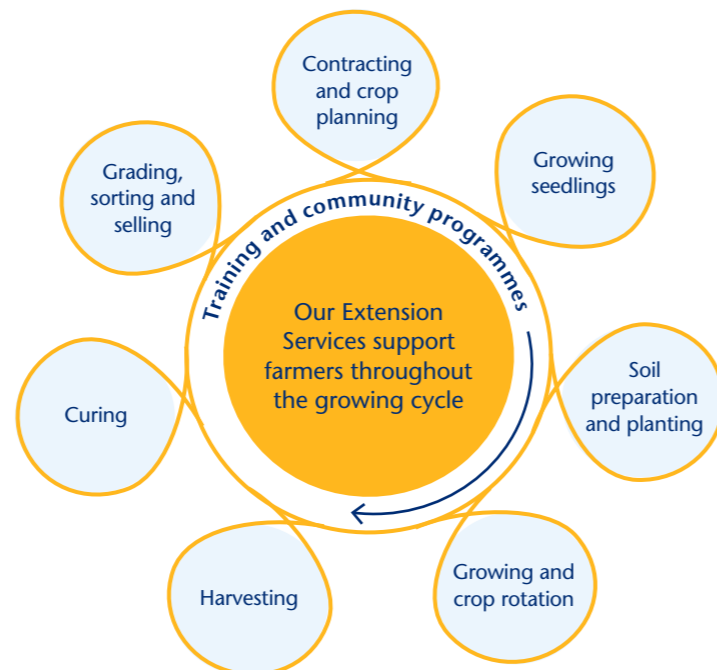 Contracting
and crop
planning
Growing
seedlings
Soil
preparation
and planting
Growing and
crop rotation
Harvesting
Curing
Grading,
sorting and
selling
Training and community programmes
Our Extension
Services support
farmers throughout
the growing cycle